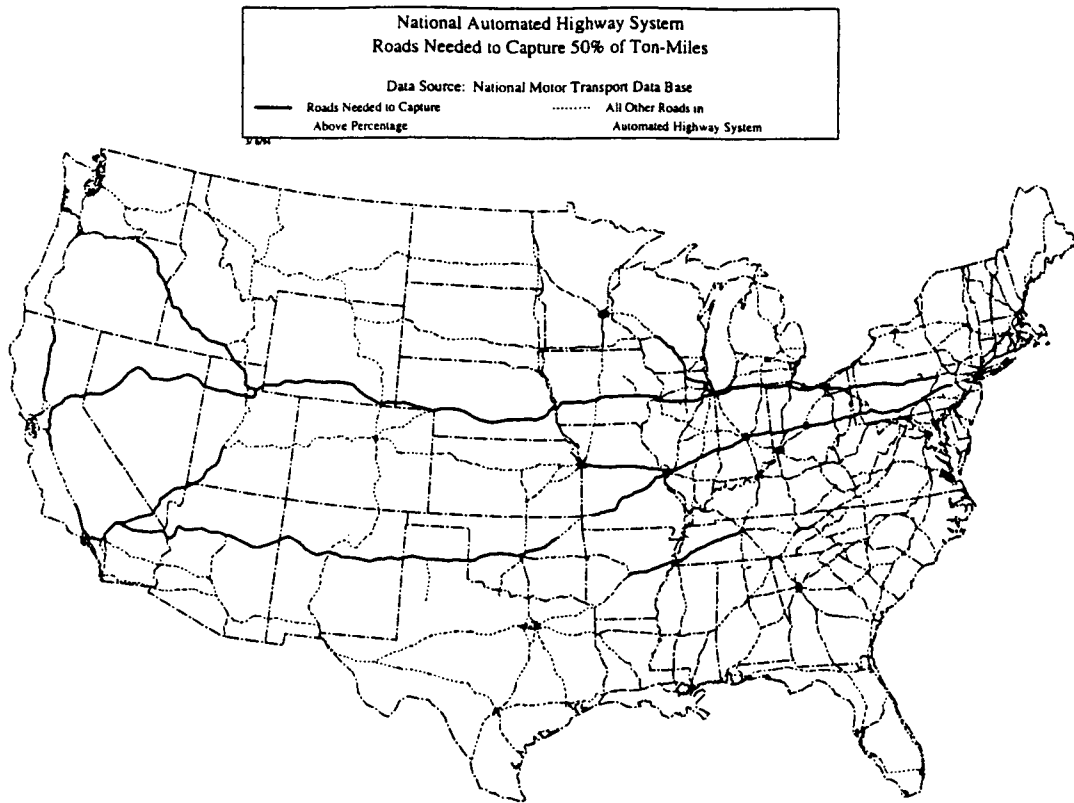 National Automated Highway System
Roads Needed to Capture 50% of Ton-Miles
Data Source: National Motor Transport Data Base
Roads Needed to Capture
Above Percentage
All Other Roads in
Automated Highway System